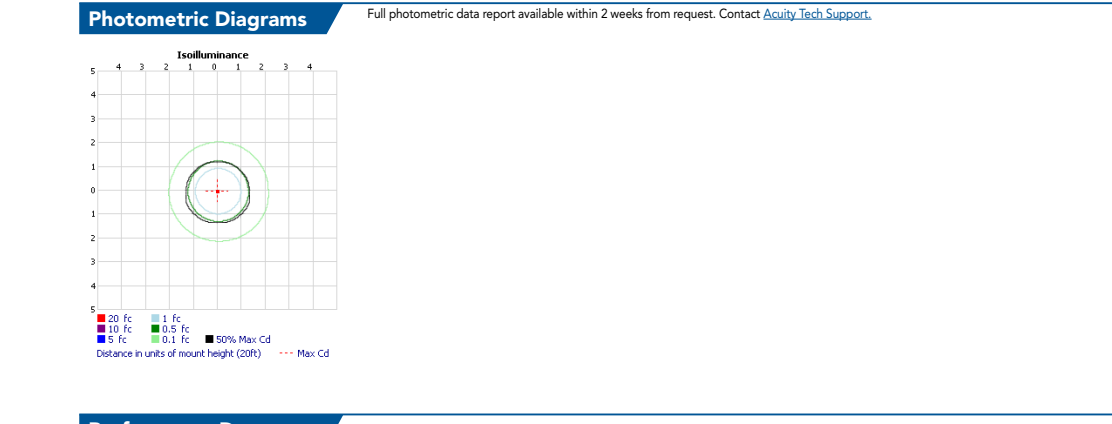 Photometric Diagrams
Full photometric data report available within 2 weeks from request. Contact Acuity Tech Support.
Isoilluminance
4 3 2 1 0 1 2 3 4
5
4
3
2
1
0
1
2
3
4
5
20 fc 1 fc
10 fc 0.5 fc
5 fc 0.1 fc 50% Max Cd
Distance in units of mount height (20ft) --- Max Cd